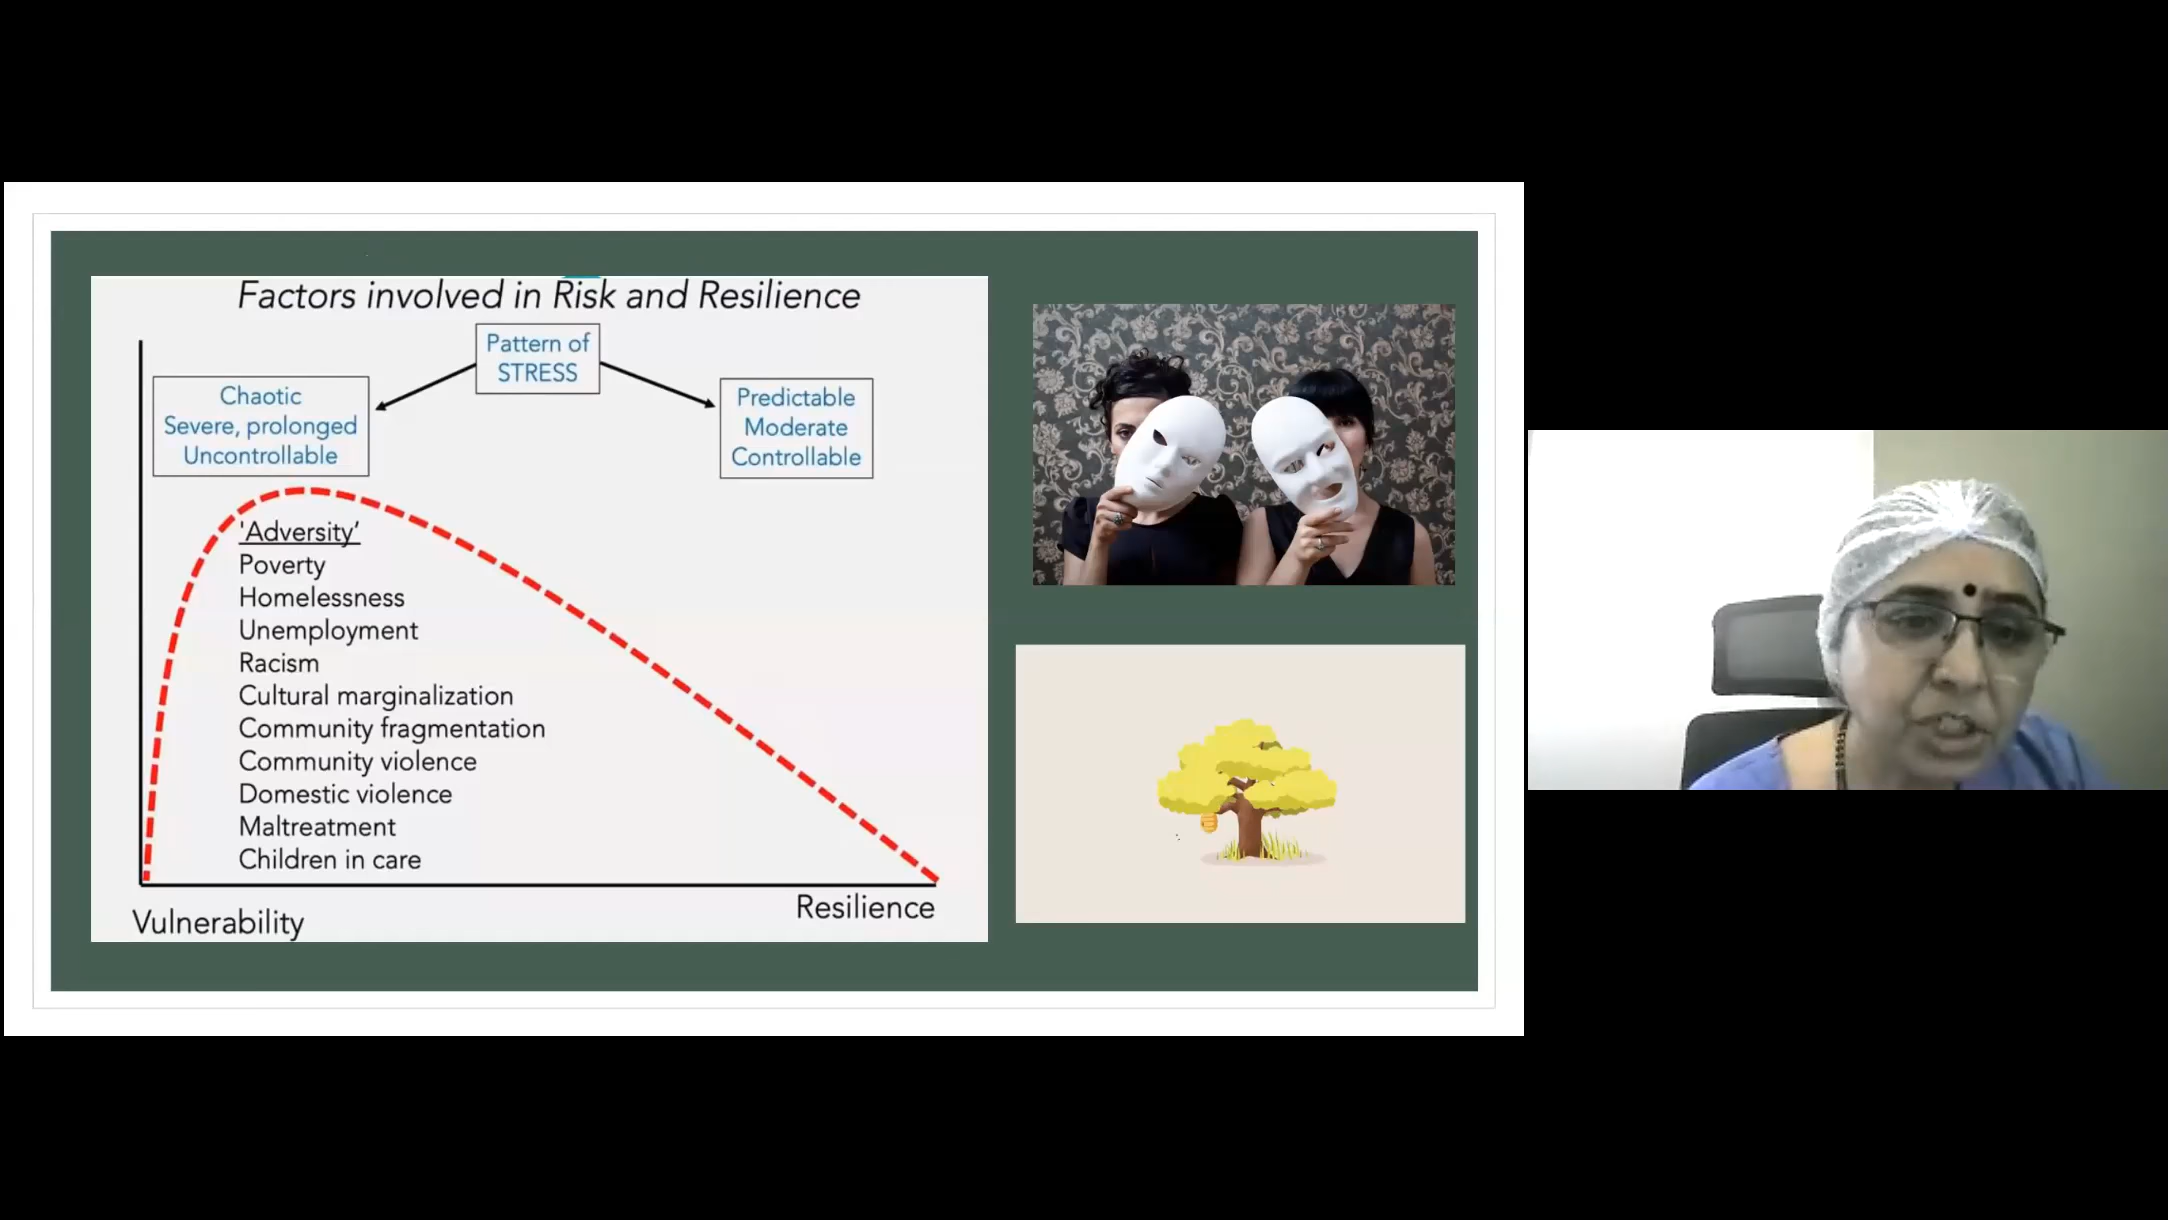 Factors involved in Risk and Resilience
Pattern of
STRESS
Chaotic
Severe, prolonged
Uncontrollable
Predictable
Moderate
Controllable
'Adversity’
Poverty
Homelessness
Unemployment
Racism
Cultural marginalization
Community fragmentation
Community violence
Domestic violence
Maltreatment
Children in care
Vulnerability
Resilience